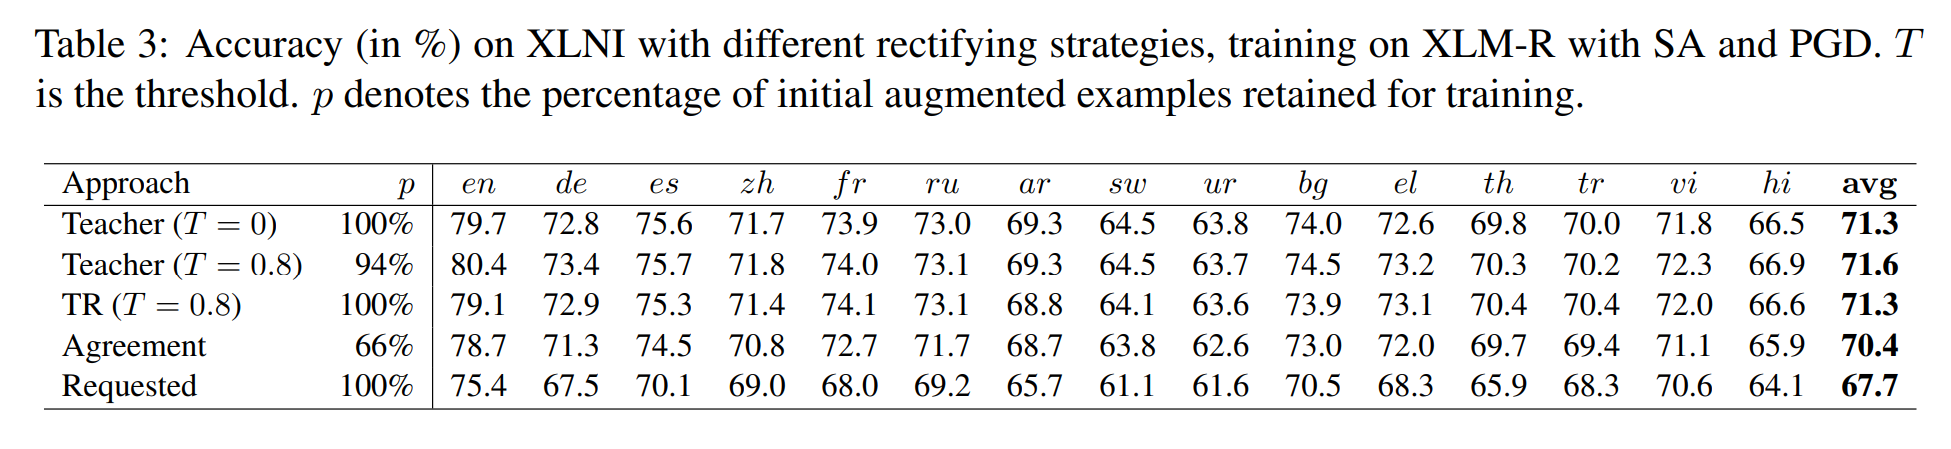 Table 3: Accuracy (in %) on XLNI with different rectifying strategies, training on XLM-R with SA and PGD. T
is the threshold. p denotes the percentage of initial augmented examples retained for training.
Approach p en de es zh fr ru ar sw ur bg el th tr vi hi avg
Teacher (T = 0) 100% 79.7 72.8 75.6 71.7 73.9 73.0 69.3 64.5 63.8 74.0 72.6 69.8 70.0 71.8 66.5 71.3
Teacher (T = 0.8) 94% 80.4 73.4 75.7 71.8 74.0 73.1 69.3 64.5 63.7 74.5 73.2 70.3 70.2 72.3 66.9 71.6
TR (T = 0.8) 100% 79.1 72.9 75.3 71.4 74.1 73.1 68.8 64.1 63.6 73.9 73.1 70.4 70.4 72.0 66.6 71.3
Agreement 66% 78.7 71.3 74.5 70.8 72.7 71.7 68.7 63.8 62.6 73.0 72.0 69.7 69.4 71.1 65.9 70.4
Requested 100% 75.4 67.5 70.1 69.0 68.0 69.2 65.7 61.1 61.6 70.5 68.3 65.9 68.3 70.6 64.1 67.7